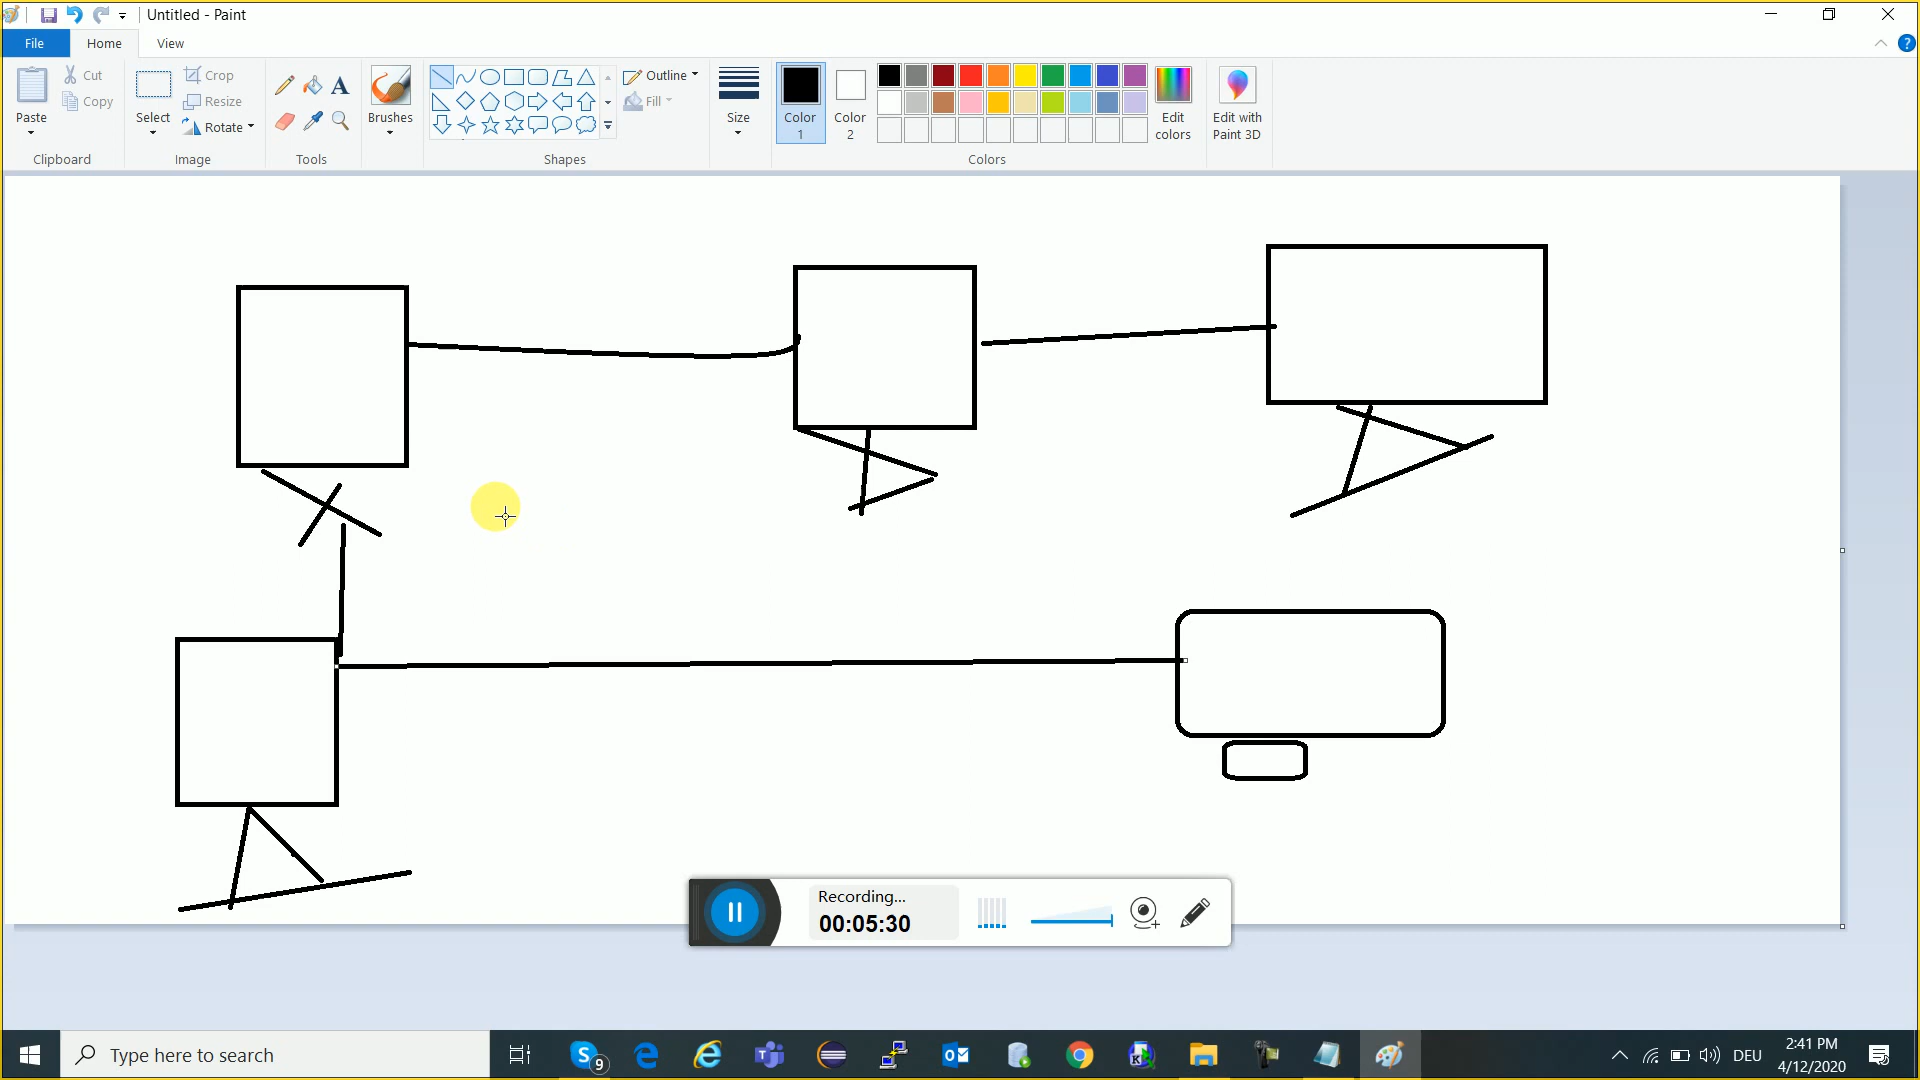 Untitled - Paint
File Home View
Paste
Cut
Copy
Clipboard
Select
Crop
Resize
Rotate
Image
A
Tools
Brushes
Shapes
Outline
Fill
Size
Color 1
Color 2
Colors
Edit colors
Edit with Paint 3D
Recording...
00:05:30
Type here to search
9
DEU
2:41 PM
4/12/2020